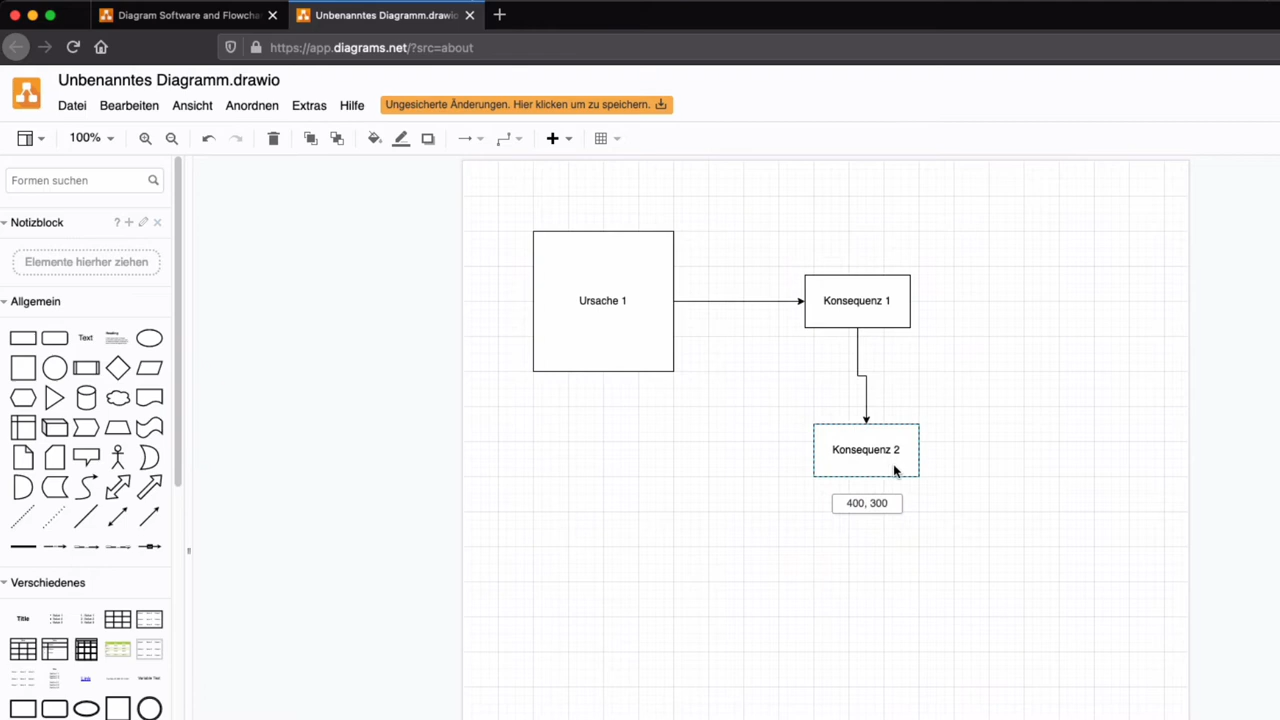 Diagram Software and Flowchar
Unbenanntes Diagramm.drawio
https://app.diagrams.net/?src=about
Unbenanntes Diagramm.drawio
Datei Bearbeiten Ansicht Anordnen Extras Hilfe
Ungesicherte Änderungen. Hier klicken um zu speichern.
100%
Formen suchen
Notizblock
?
Elemente hierher ziehen
Allgemein
Text
Heading
Verschiedenes
Title
Ursache 1
Konsequenz 1
Konsequenz 2
400, 300